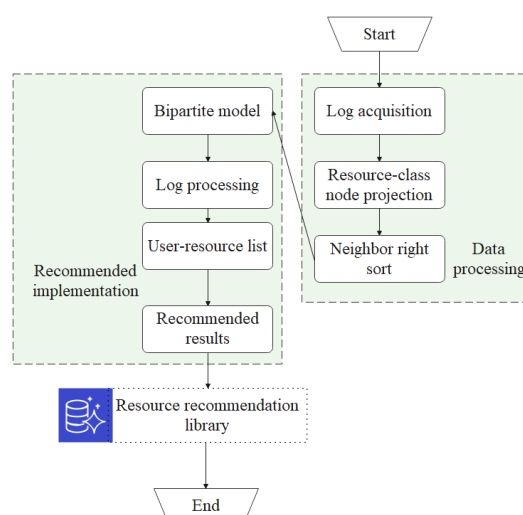 Start
Log acquisition
Resource-class
node projection
Neighbor right
sort
Data
processing
Bipartite model
Log processing
User-resource list
Recommended
implementation
Recommended
results
Resource recommendation
library
End